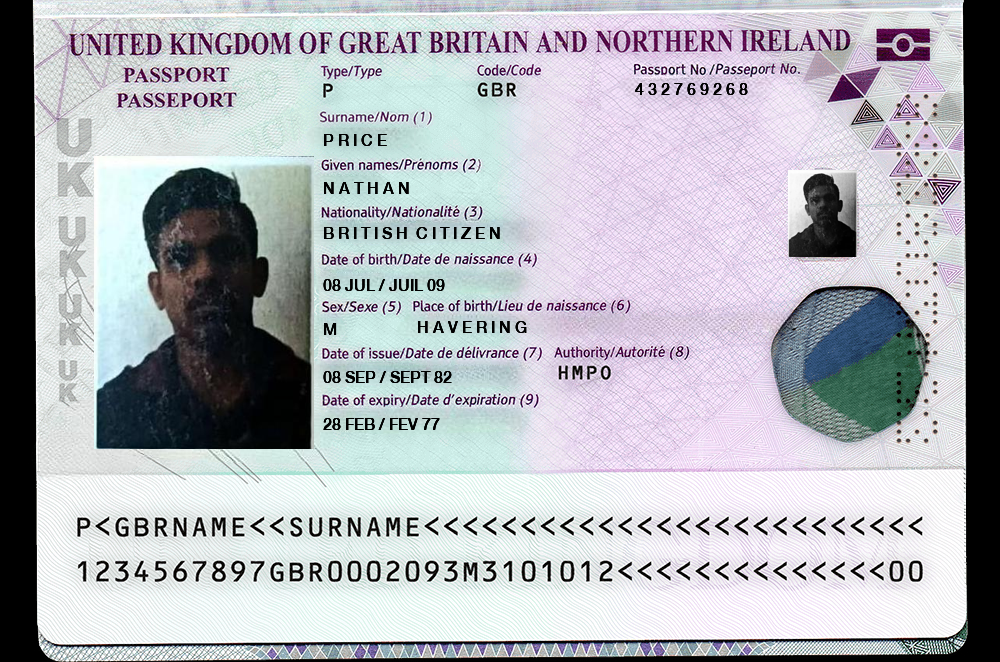 UNITED KINGDOM OF GREAT BRITAIN AND NORTHERN IRELAND
PASSPORT
PASSEPORT
Type/Type
Code/Code
Passport No /Passeport No.
P
GBR
432769268
Surname/Nom (1)
PRICE
Given names/Prénoms (2)
NATHAN
Nationality/Nationalité (3)
BRITISH CITIZEN
Date of birth/Date de naissance (4)
08 JUL / JUIL 09
Sex/Sexe (5) Place of birth/Lieu de naissance (6)
M HAVERING
Date of issue/Date de délivrance (7) Authority/Autorité (8)
08 SEP / SEPT 82 HMPO
Date of expiry/Date d'expiration (9)
28 FEB / FEV 77
UK
UK
UK
UK
P<GBRNAME<<SURNAME<<<<<<<<<<<<<<<<<<<<<<<<<<
1234567897GBR0002093M3101012<<<<<<<<<<<<<<00